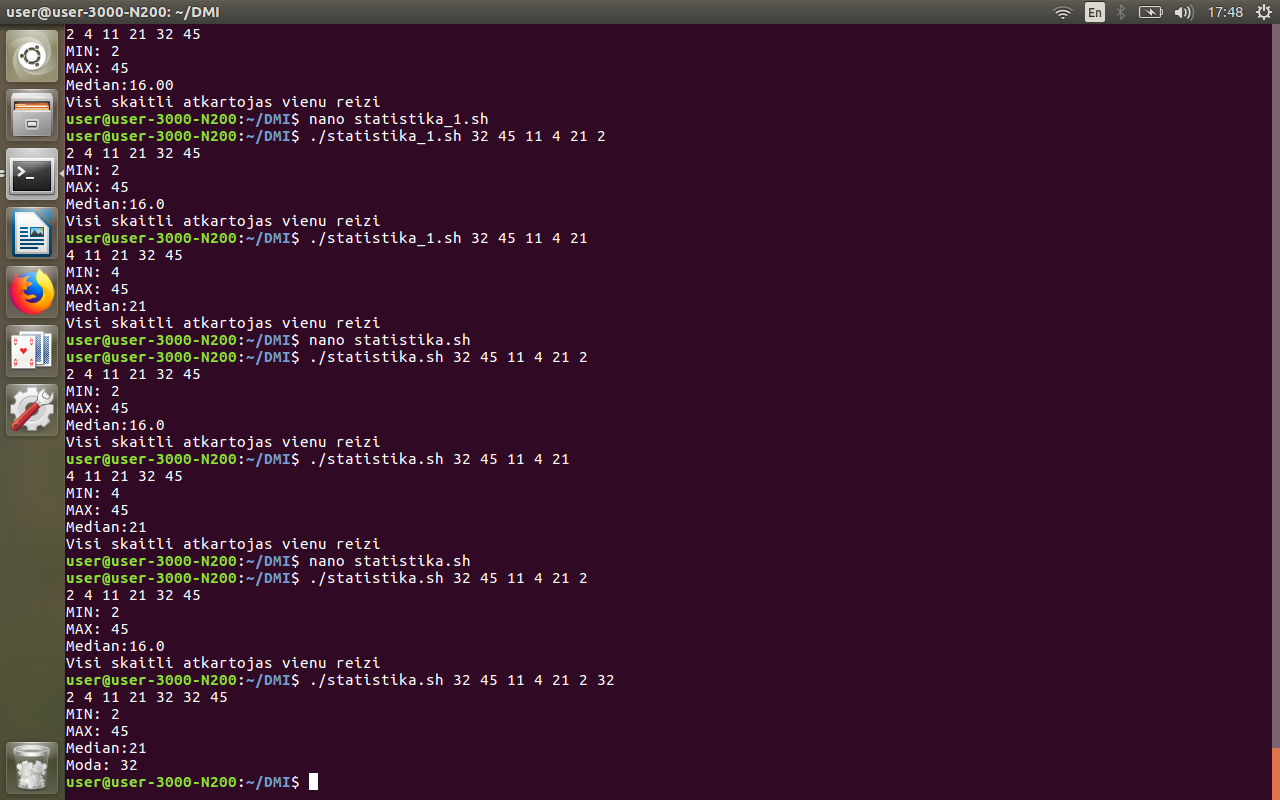 user@user-3000-N200: ~/DMI
En
17:48
2 4 11 21 32 45
MIN: 2
MAX: 45
Median:16.00
Visi skaitli atkartojas vienu reizi
user@user-3000-N200:~/DMI$ nano statistika_1.sh
user@user-3000-N200:~/DMI$ ./statistika_1.sh 32 45 11 4 21 2
2 4 11 21 32 45
MIN: 2
MAX: 45
Median:16.0
Visi skaitli atkartojas vienu reizi
user@user-3000-N200:~/DMI$ ./statistika_1.sh 32 45 11 4 21
4 11 21 32 45
MIN: 4
MAX: 45
Median:21
Visi skaitli atkartojas vienu reizi
user@user-3000-N200:~/DMI$ nano statistika.sh
user@user-3000-N200:~/DMI$ ./statistika.sh 32 45 11 4 21 2
2 4 11 21 32 45
MIN: 2
MAX: 45
Median:16.0
Visi skaitli atkartojas vienu reizi
user@user-3000-N200:~/DMI$ ./statistika.sh 32 45 11 4 21
4 11 21 32 45
MIN: 4
MAX: 45
Median:21
Visi skaitli atkartojas vienu reizi
user@user-3000-N200:~/DMI$ nano statistika.sh
user@user-3000-N200:~/DMI$ ./statistika.sh 32 45 11 4 21 2
2 4 11 21 32 45
MIN: 2
MAX: 45
Median:16.0
Visi skaitli atkartojas vienu reizi
user@user-3000-N200:~/DMI$ ./statistika.sh 32 45 11 4 21 2 32
2 4 11 21 32 32 45
MIN: 2
MAX: 45
Median:21
Moda: 32
user@user-3000-N200:~/DMI$